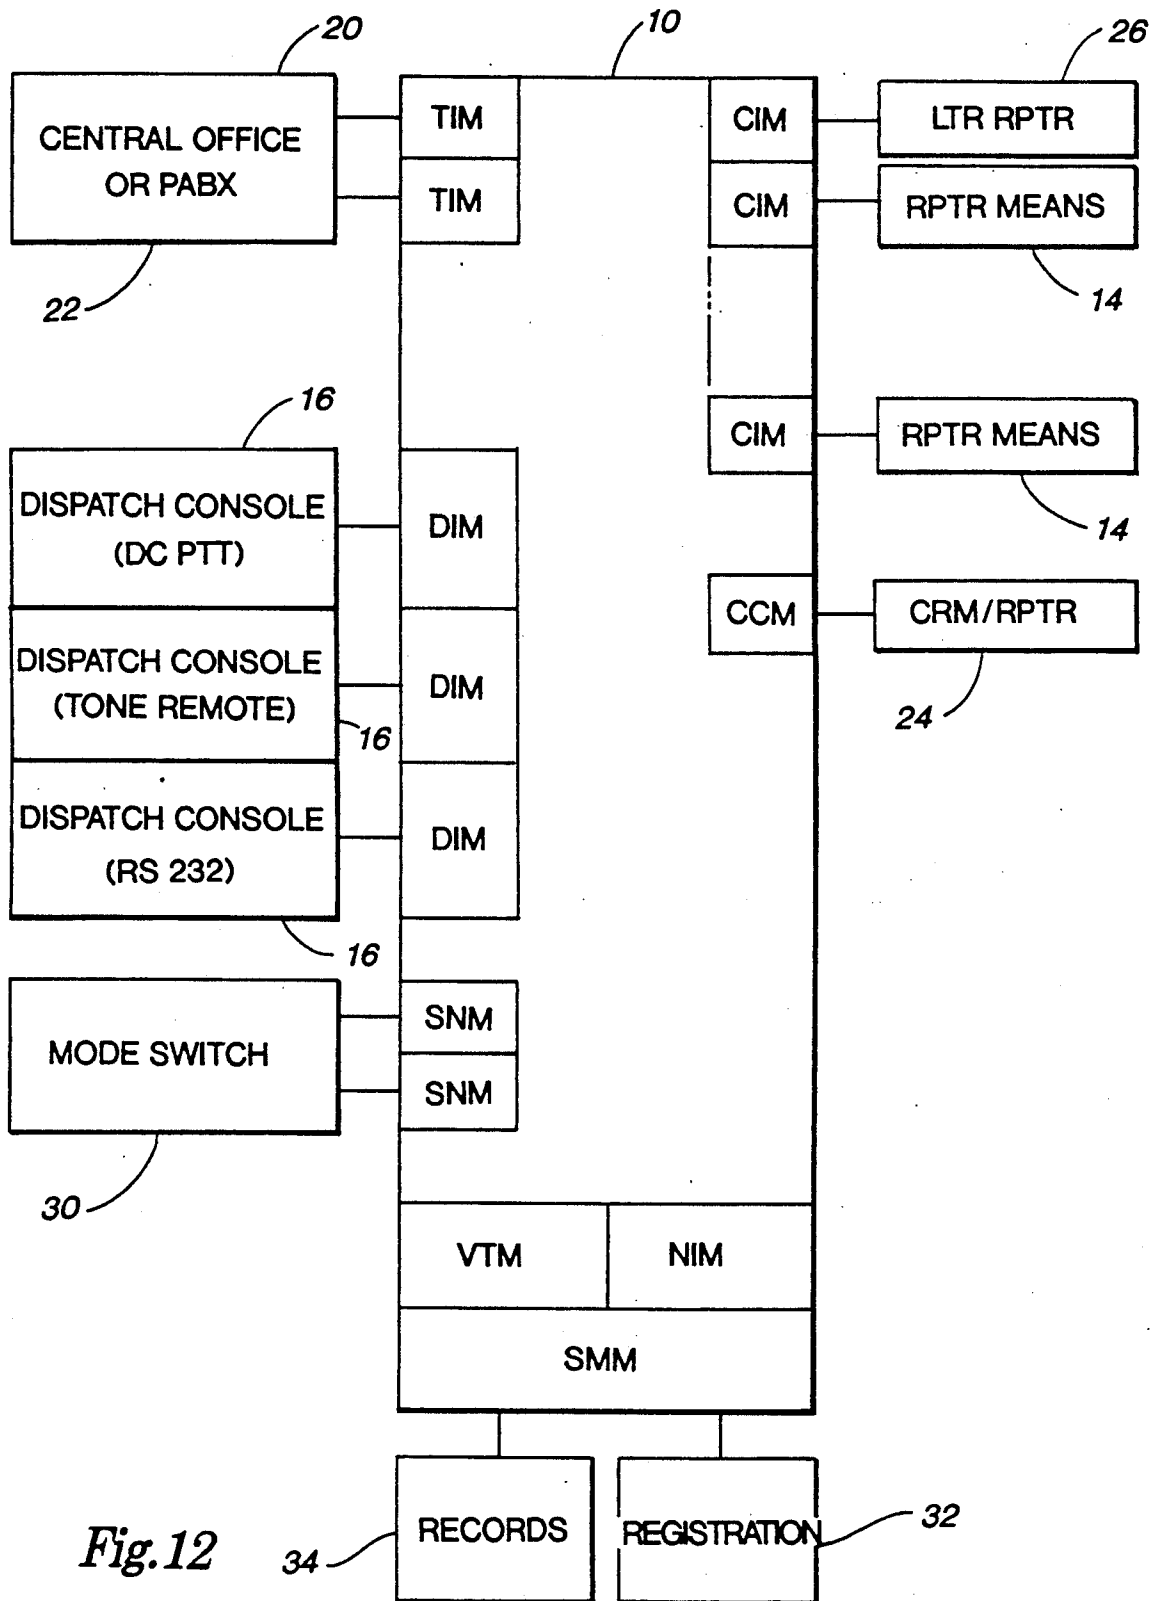 20
10
26
CENTRAL OFFICE
OR PABX
TIM
TIM
CIM
LTR RPTR
CIM
RPTR MEANS
22
14
16
CIM
RPTR MEANS
14
DISPATCH CONSOLE
(DC PTT)
DIM
CCM
CRM/RPTR
24
DISPATCH CONSOLE
(TONE REMOTE)
16
DIM
DISPATCH CONSOLE
(RS 232)
DIM
16
MODE SWITCH
SNM
SNM
30
VTM
NIM
SMM
RECORDS
REGISTRATION
32
34
Fig.12